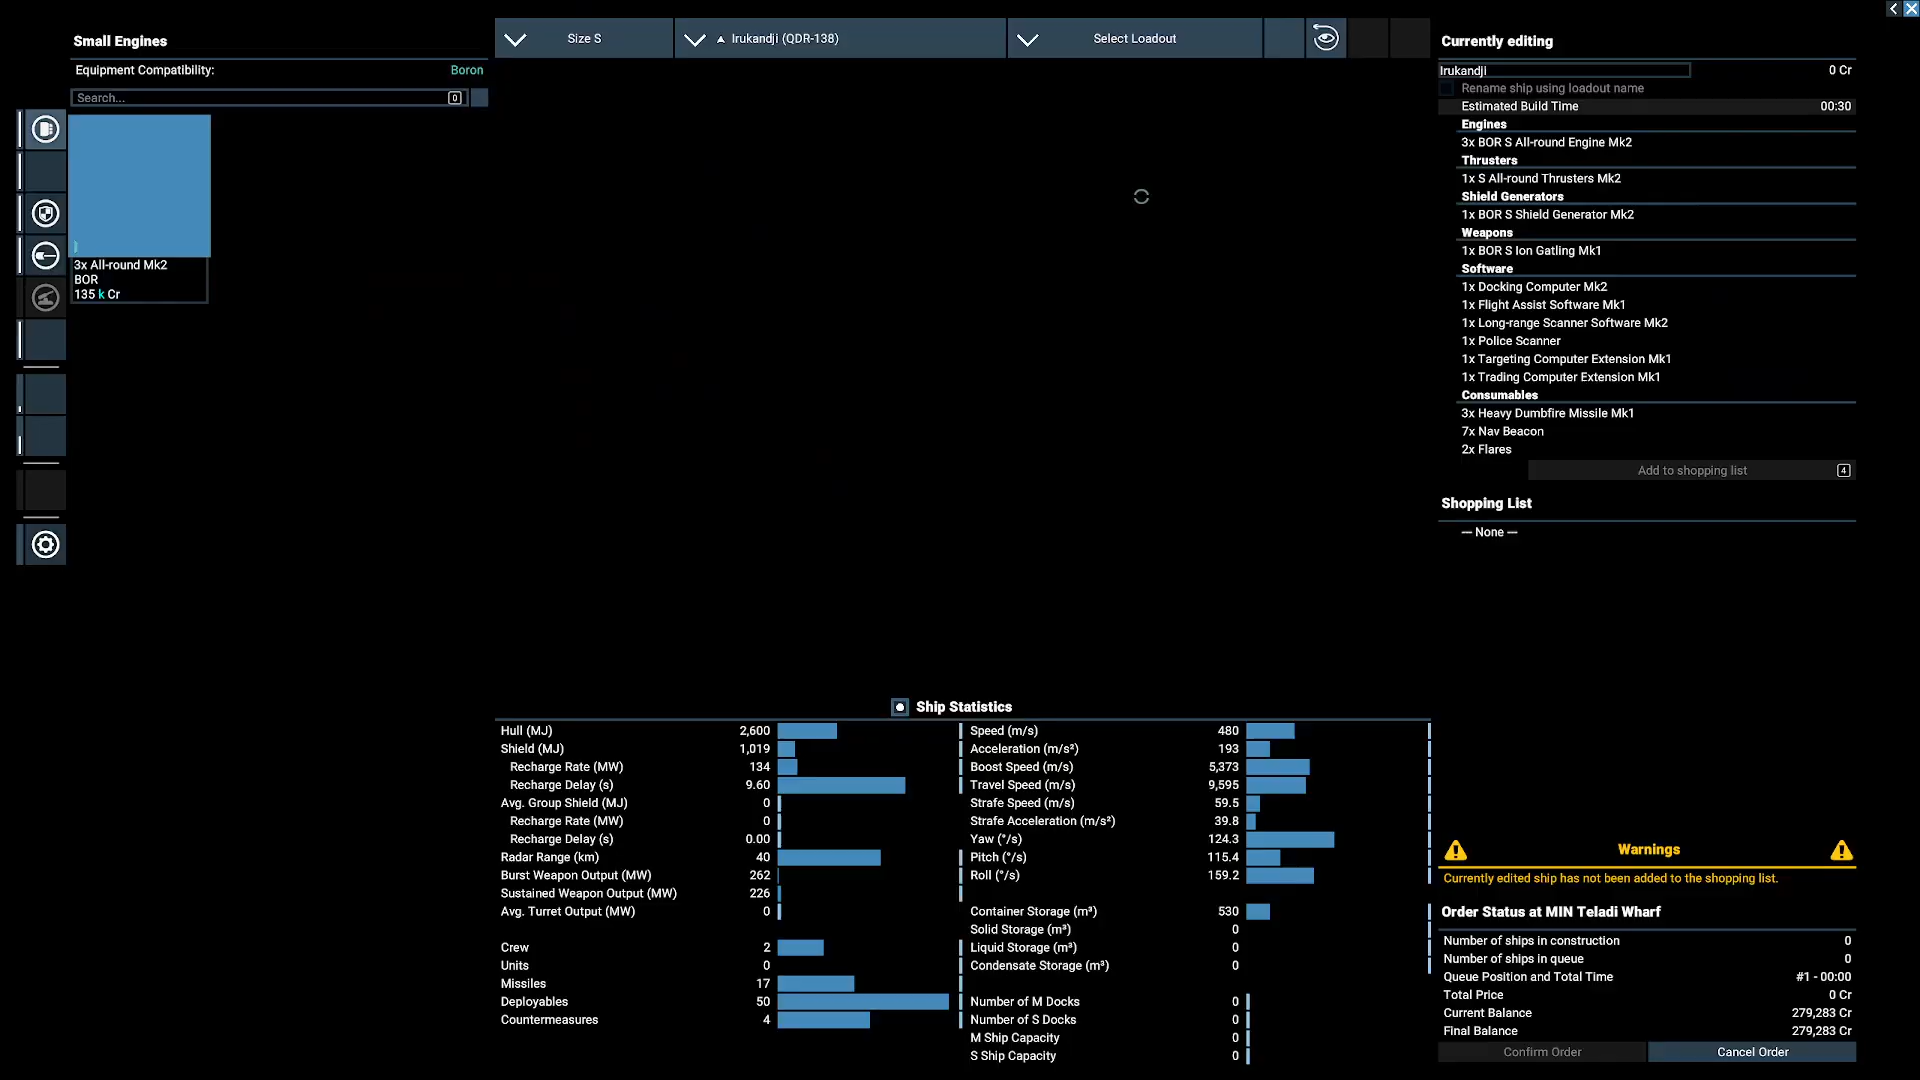 Small Engines
Equipment Compatibility: Boron
Search... 0
3x All-round Mk2
BOR
135 k Cr
Size S
Irukandji (QDR-138)
Select Loadout
Currently editing
Irukandji 0 Cr
Rename ship using loadout name
Estimated Build Time 00:30
Engines
3x BOR S All-round Engine Mk2
Thrusters
1x S All-round Thrusters Mk2
Shield Generators
1x BOR S Shield Generator Mk2
Weapons
1x BOR S Ion Gatling Mk1
Software
1x Docking Computer Mk2
1x Flight Assist Software Mk1
1x Long-range Scanner Software Mk2
1x Police Scanner
1x Targeting Computer Extension Mk1
1x Trading Computer Extension Mk1
Consumables
3x Heavy Dumbfire Missile Mk1
7x Nav Beacon
2x Flares
Add to shopping list 4
Shopping List
— None —
Ship Statistics
Hull (MJ) 2,600
Shield (MJ) 1,019
Recharge Rate (MW) 134
Recharge Delay (s) 9.60
Avg. Group Shield (MJ) 0
Recharge Rate (MW) 0
Recharge Delay (s) 0.00
Radar Range (km) 40
Burst Weapon Output (MW) 262
Sustained Weapon Output (MW) 226
Avg. Turret Output (MW) 0
Crew 2
Units 0
Missiles 17
Deployables 50
Countermeasures 4
Speed (m/s) 480
Acceleration (m/s²) 193
Boost Speed (m/s) 5,373
Travel Speed (m/s) 9,595
Strafe Speed (m/s) 59.5
Strafe Acceleration (m/s²) 39.8
Yaw (°/s) 124.3
Pitch (°/s) 115.4
Roll (°/s) 159.2
Container Storage (m³) 530
Solid Storage (m³) 0
Liquid Storage (m³) 0
Condensate Storage (m³) 0
Number of M Docks 0
Number of S Docks 0
M Ship Capacity 0
S Ship Capacity 0
Warnings
Currently edited ship has not been added to the shopping list.
Order Status at MIN Teladi Wharf
Number of ships in construction 0
Number of ships in queue 0
Queue Position and Total Time #1 - 00:00
Total Price 0 Cr
Current Balance 279,283 Cr
Final Balance 279,283 Cr
Confirm Order
Cancel Order